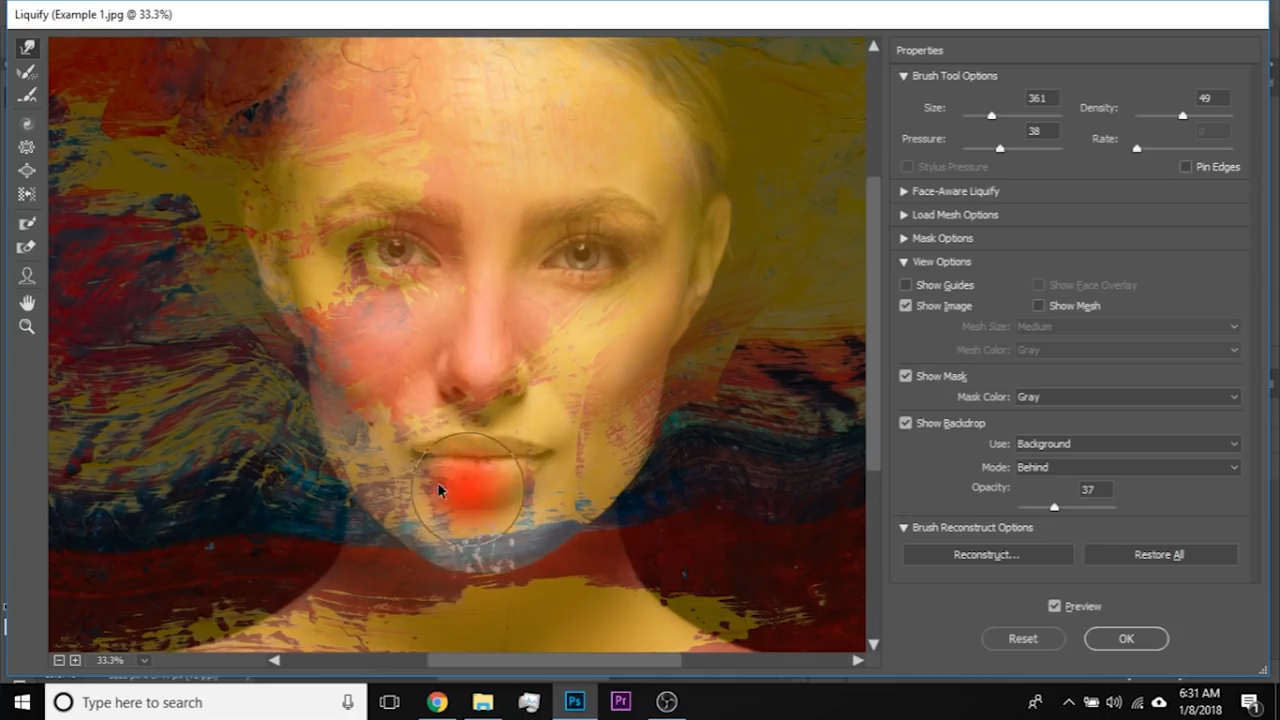 Liquify (Example 1.jpg @ 33.3%)
Properties
Brush Tool Options
Size: 361 Density: 49
Pressure: 38 Rate: 0
Stylus Pressure Pin Edges
Face-Aware Liquify
Load Mesh Options
Mask Options
View Options
Show Guides Show Face Overlay
Show Image Show Mesh
Mesh Size: Medium
Mesh Color: Gray
Show Mask
Mask Color: Gray
Show Backdrop
Use: Background
Mode: Behind
Opacity: 37
Brush Reconstruct Options
Reconstruct... Restore All
Preview
Reset OK
33.3%
Type here to search
Ps
Pr
6:31 AM
1/8/2018
1